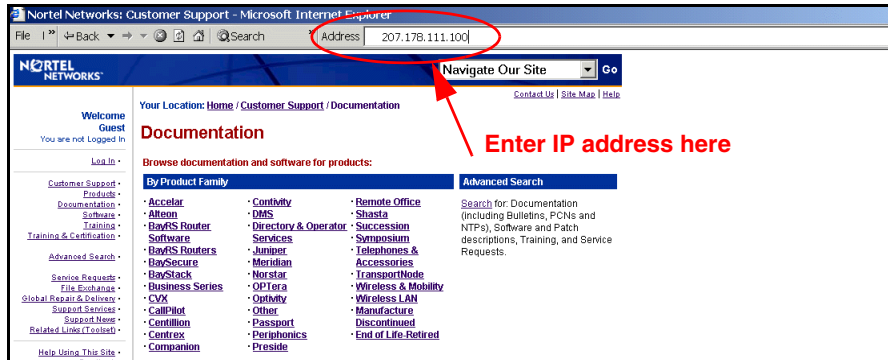 Nortel Networks: Customer Support - Microsoft Internet Explorer
File Back Search » Address 207.178.111.100
NORTEL NETWORKS
Navigate Our Site Go
Contact Us | Site Map | Help
Welcome
Guest
You are not Logged In
Log In ·
Customer Support ·
Products ·
Documentation ·
Software ·
Training ·
Training & Certification ·
Advanced Search ·
Service Requests ·
File Exchange ·
Global Repair & Delivery ·
Support Services ·
Support News ·
Related Links (Toolset) ·
Help Using This Site ·
Your Location: Home / Customer Support / Documentation
Documentation
Enter IP address here
Browse documentation and software for products:
By Product Family
· Accelar
· Alteon
· BayRS Router
Software
· BayRS Routers
· BaySecure
· BayStack
· Business Series
· CVX
· CallPilot
· Centillion
· Centrex
· Companion
· Contivity
· DMS
· Directory & Operator
Services
· Juniper
· Meridian
· Norstar
· OPTera
· Optivity
· Other
· Passport
· Periphonics
· Preside
· Remote Office
· Shasta
· Succession
· Symposium
· Telephones &
Accessories
· TransportNode
· Wireless & Mobility
· Wireless LAN
· Manufacture
Discontinued
· End of Life-Retired
Advanced Search
Search for: Documentation
(including Bulletins, PCNs and
NTPs), Software and Patch
descriptions, Training, and Service
Requests.